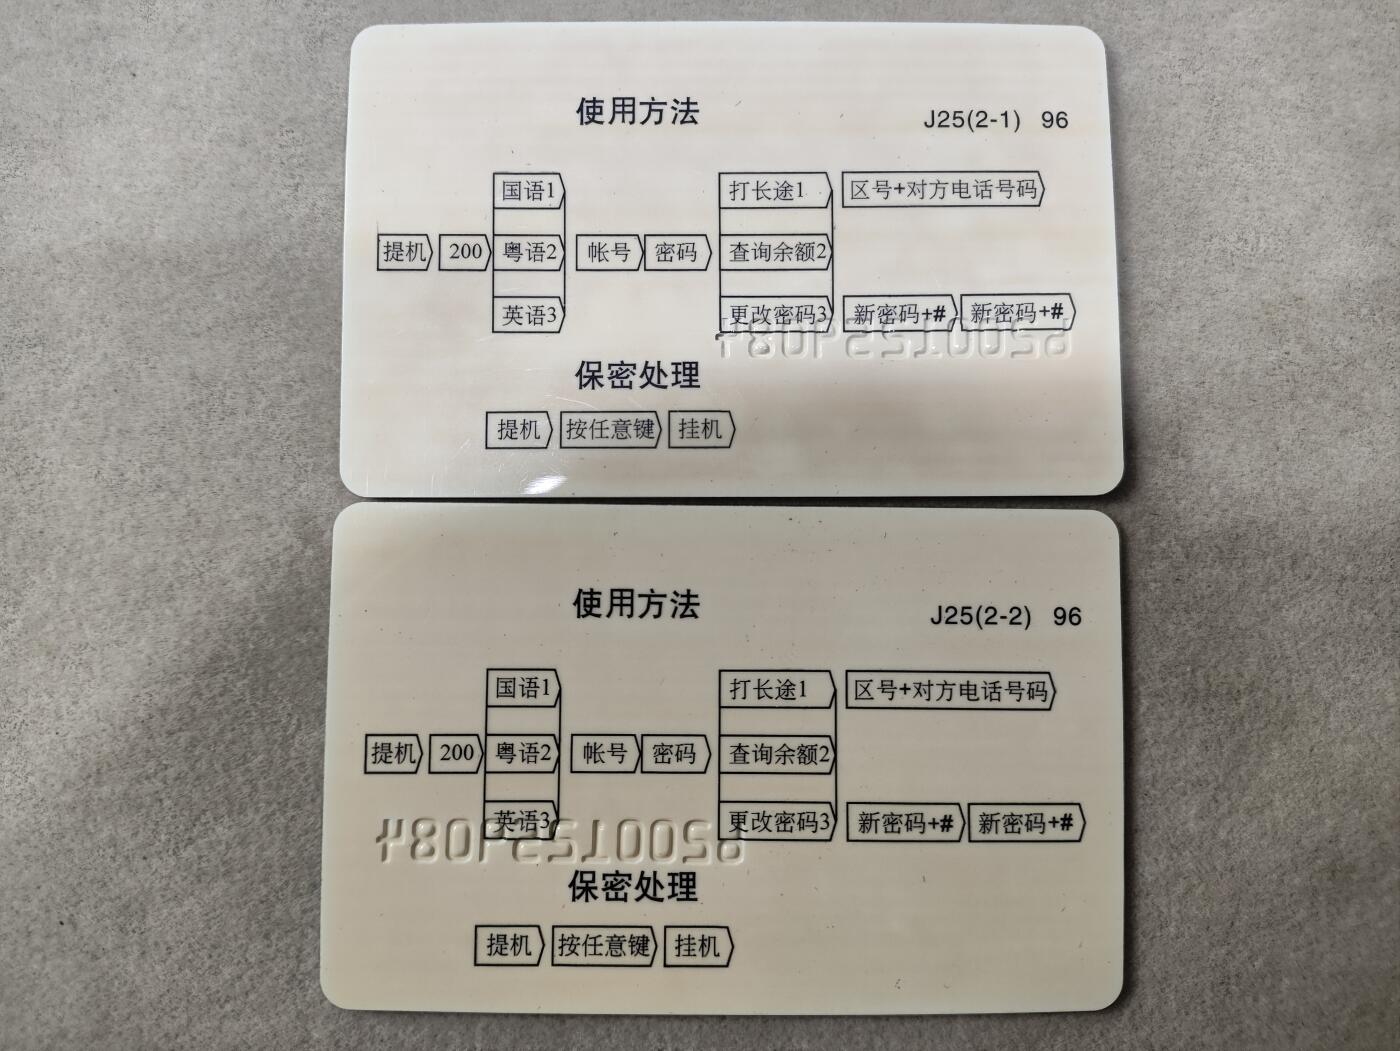 使用方法
J25(2-1) 96
国语1 打长途1 区号+对方电话号码
提机 200 粤语2 帐号 密码 查询余额2
英语3 更改密码3 新密码+# 新密码+#
保密处理
提机 按任意键 挂机
使用方法
J25(2-2) 96
国语1 打长途1 区号+对方电话号码
提机 200 粤语2 帐号 密码 查询余额2
英语3 更改密码3 新密码+# 新密码+#
保密处理
提机 按任意键 挂机